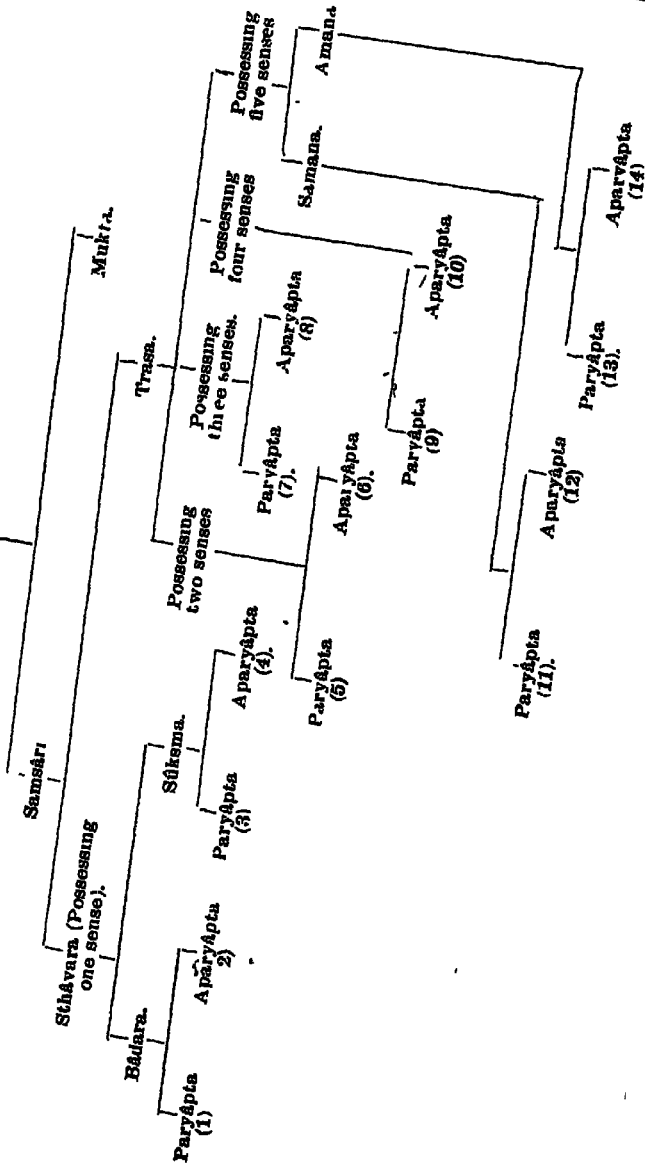 Samsâri
Mukta.
Sthâvara (Possessing
one sense).
Trasa.
Bâdara.
Sûksma.
Possessing
two senses
Possessing
three senses.
Possessing
four senses
Possessing
five senses
Samana.
Amana
Paryâpta
(1)
Aparyâpta
2)
Paryâpta
(3)
Aparyâpta
(4).
Paryâpta
(5)
Aparyâpta
(6).
Paryâpta
(7).
Aparyâpta
(8)
Paryâpta
(9)
Aparyâpta
(10)
Paryâpta
(11).
Aparyâpta
(12)
Paryâpta
(13).
Aparyâpta
(14)